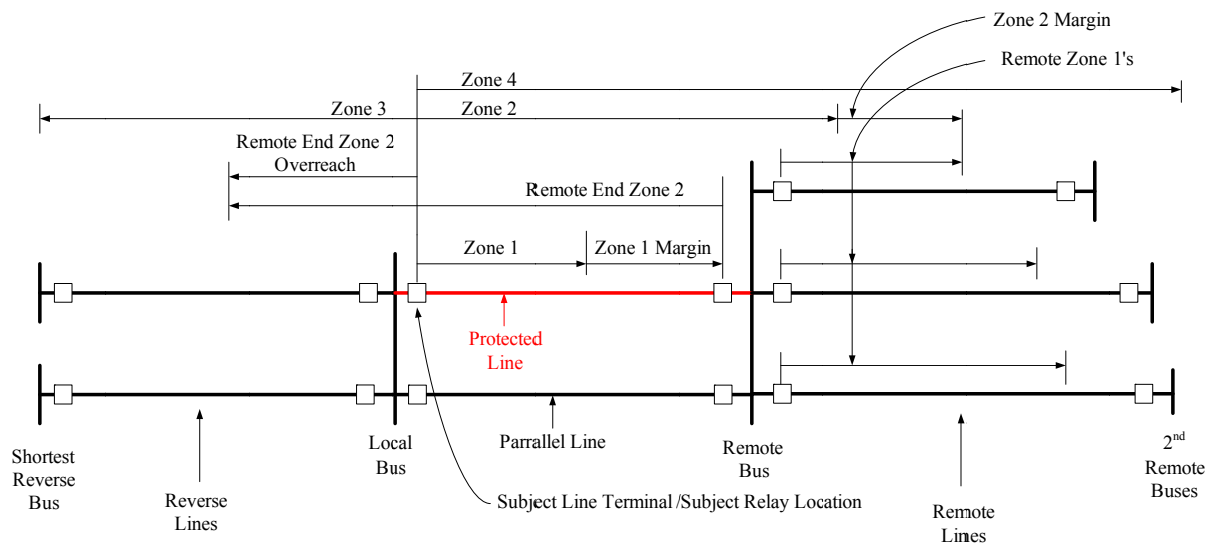 Zone 2 Margin
Remote Zone 1's
Zone 4
Zone 3
Zone 2
Remote End Zone 2
Overreach
Remote End Zone 2
Zone 1
Zone 1 Margin
Protected
Line
Parrallel Line
Local
Bus
Remote
Bus
Shortest
Reverse
Bus
2nd
Remote
Buses
Reverse
Lines
Subject Line Terminal /Subject Relay Location
Remote
Lines